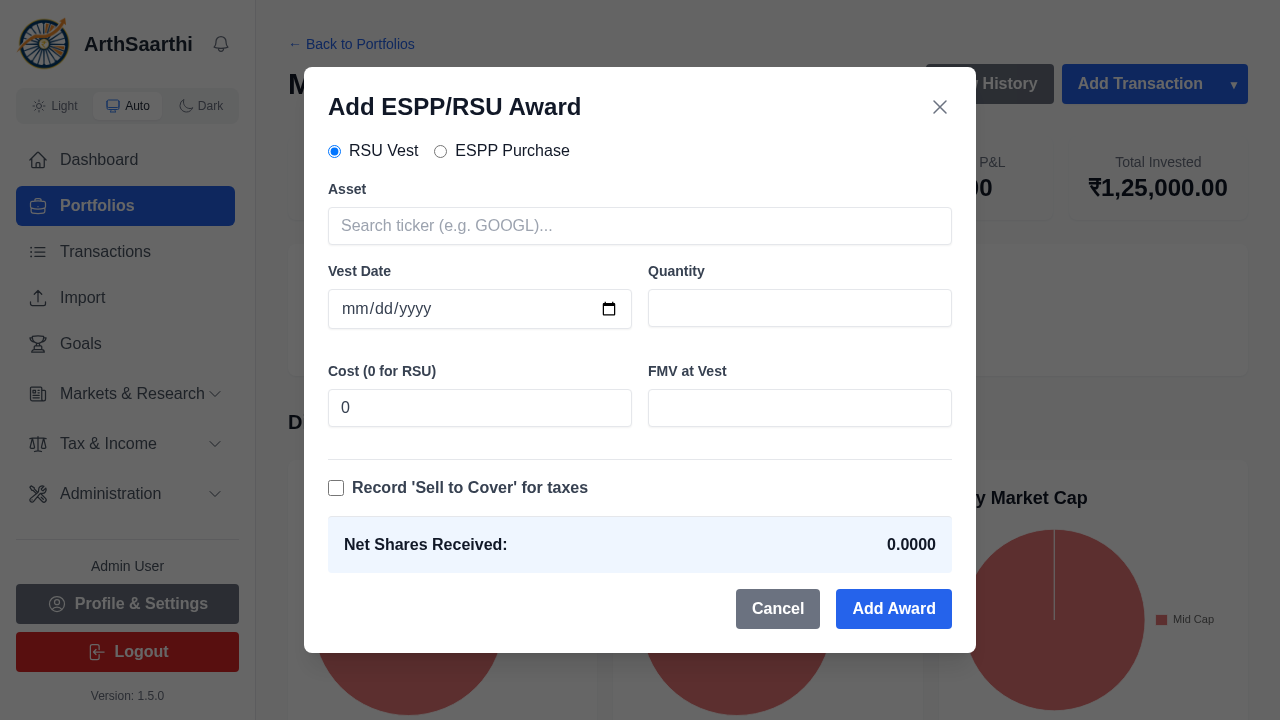 ArthSaarthi
Light
Auto
Dark
Dashboard
Portfolios
Transactions
Import
Goals
Markets & Research
Tax & Income
Administration
Admin User
Profile & Settings
Logout
Version: 1.5.0
← Back to Portfolios
History
Add Transaction ▾
P&L
Total Invested
₹1,25,000.00
Add ESPP/RSU Award
RSU Vest
ESPP Purchase
Asset
Search ticker (e.g. GOOGL)...
Vest Date
Quantity
mm/dd/yyyy
Cost (0 for RSU)
FMV at Vest
0
Record 'Sell to Cover' for taxes
Net Shares Received:
0.0000
Cancel
Add Award
Market Cap
Mid Cap